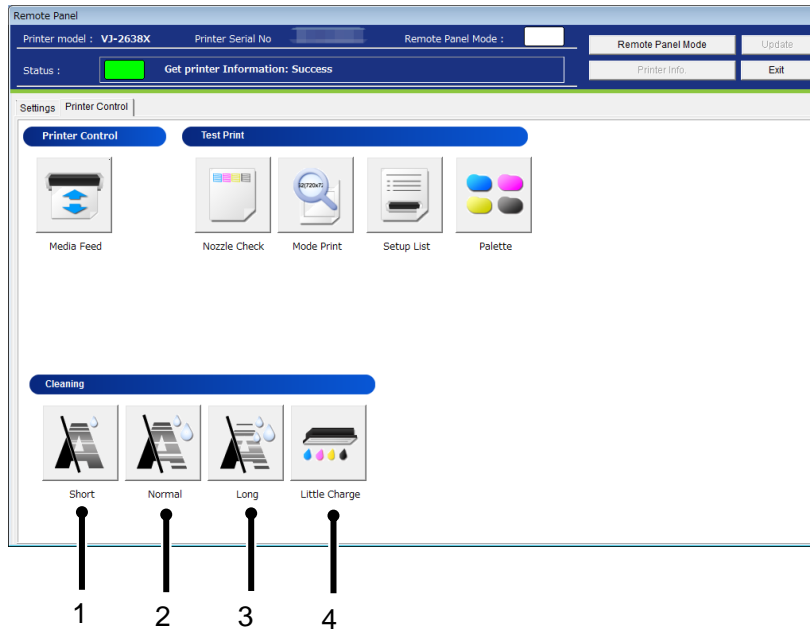 Remote Panel
Printer model : VJ-2638X Printer Serial No Remote Panel Mode :
Remote Panel Mode Update
Status : Get printer Information: Success
Printer Info. Exit
Settings Printer Control
Printer Control Test Print
Media Feed Nozzle Check Mode Print Setup List Palette
Cleaning
Short Normal Long Little Charge
1 2 3 4